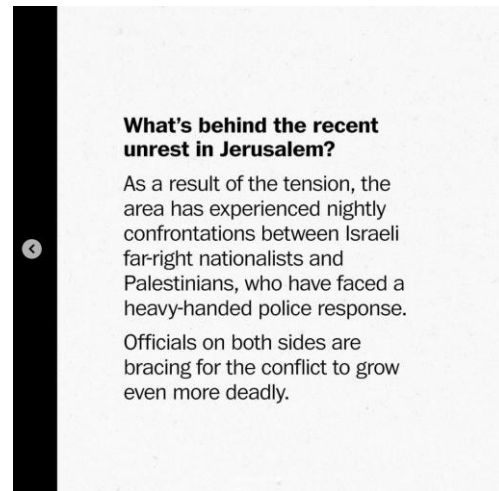 What's behind the recent
unrest in Jerusalem?
As a result of the tension, the
area has experienced nightly
confrontations between Israeli
far-right nationalists and
Palestinians, who have faced a
heavy-handed police response.
Officials on both sides are
bracing for the conflict to grow
even more deadly.